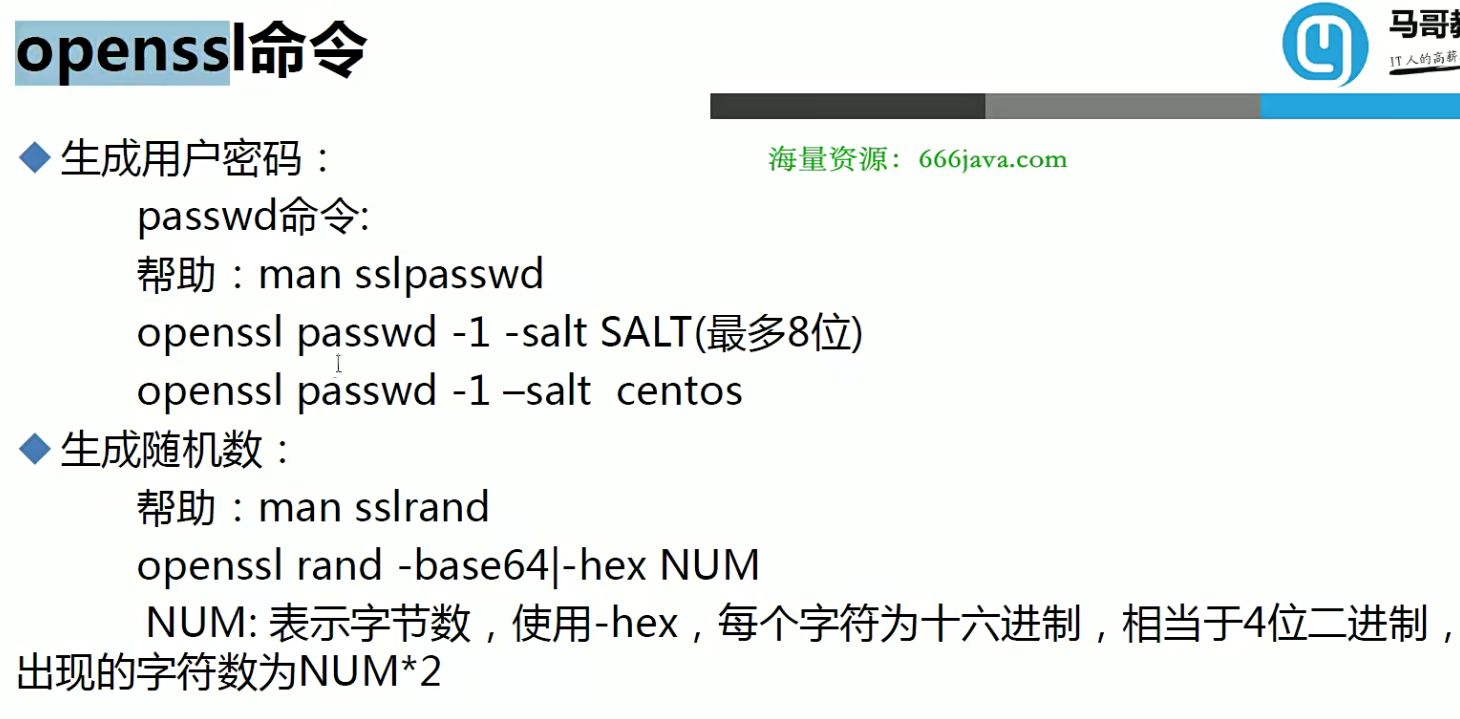 openssl命令
马哥教
IT人的高薪
海量资源：666java.com
生成用户密码：
passwd命令:
帮助：man sslpasswd
openssl passwd -1 -salt SALT(最多8位)
openssl passwd -1 –salt  centos
生成随机数：
帮助：man sslrand
openssl rand -base64|-hex NUM
NUM: 表示字节数，使用-hex，每个字符为十六进制，相当于4位二进制，
出现的字符数为NUM*2